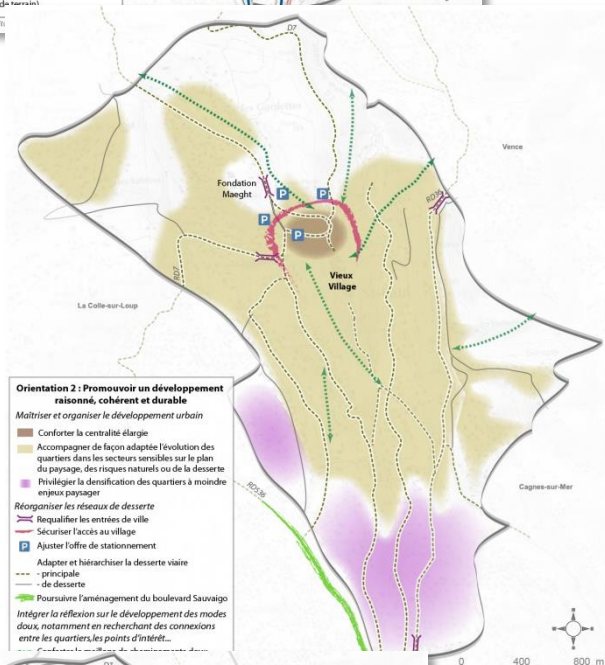 de terrain)
D7
Vence
Fondation
Maeght
P
P
P
P
RD36
Vieux
Village
RD7
La Colle-sur-Loup
Orientation 2 : Promouvoir un développement
raisonné, cohérent et durable
Maîtriser et organiser le développement urbain
Conforter la centralité élargie
Accompagner de façon adaptée l'évolution des
quartiers dans les secteurs sensibles sur le plan
du paysage, des risques naturels ou de la desserte
Privilégier la densification des quartiers à moindre
enjeux paysager
Réorganiser les réseaux de desserte
Requalifier les entrées de ville
Sécuriser l'accès au village
P Ajuster l'offre de stationnement
Adapter et hiérarchiser la desserte viaire
- principale
- de desserte
Poursuivre l'aménagement du boulevard Sauvaigo
Intégrer la réflexion sur le développement des modes
doux, notamment en recherchant des connexions
entre les quartiers,les points d'intérêt...
RD536
Cagnes-sur-Mer
0 400 800 m
D7